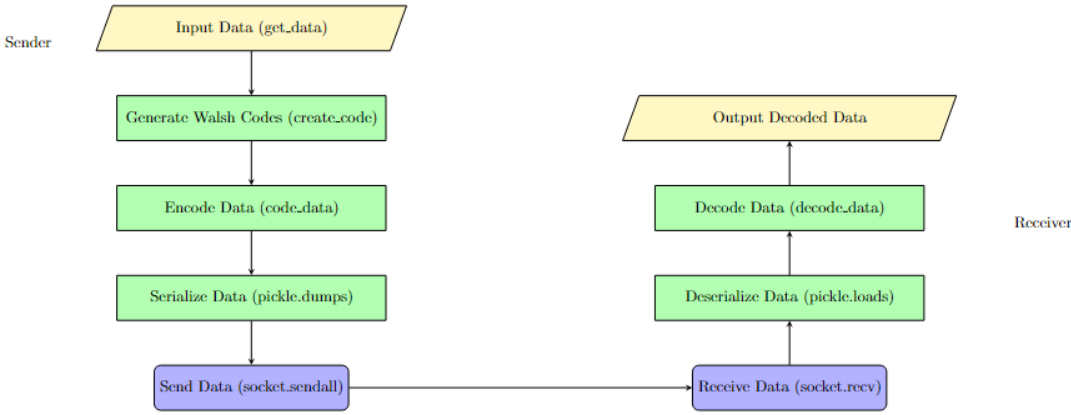 Sender
Input Data (get_data)
Generate Walsh Codes (create_code)
Encode Data (code_data)
Serialize Data (pickle.dumps)
Send Data (socket.sendall)
Output Decoded Data
Decode Data (decode_data)
Receiver
Deserialize Data (pickle.loads)
Receive Data (socket.recv)